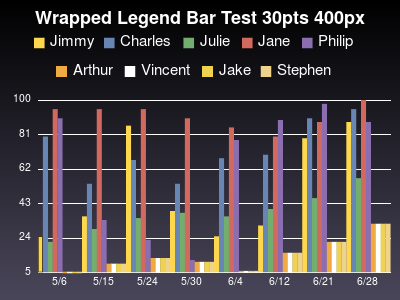 Wrapped Legend Bar Test 30pts 400px
Jimmy Charles Julie Jane Philip
Arthur Vincent Jake Stephen
100
81
62
43
24
5
5/6 5/15 5/24 5/30 6/4 6/12 6/21 6/28